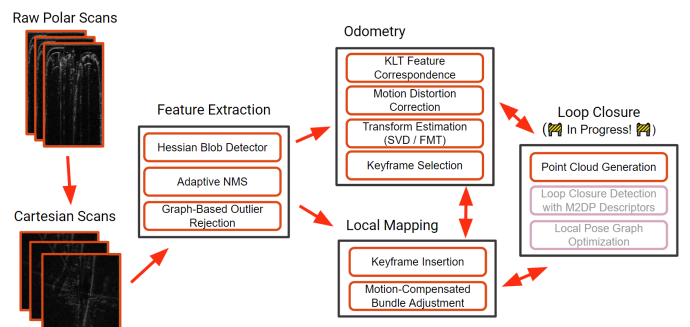 Raw Polar Scans
Cartesian Scans
Feature Extraction
Hessian Blob Detector
Adaptive NMS
Graph-Based Outlier
Rejection
Odometry
KLT Feature
Correspondence
Motion Distortion
Correction
Transform Estimation
(SVD / FMT)
Keyframe Selection
Local Mapping
Keyframe Insertion
Motion-Compensated
Bundle Adjustment
Loop Closure
(🚧 In Progress! 🚧)
Point Cloud Generation
Loop Closure Detection
with M2DP Descriptors
Local Pose Graph
Optimization